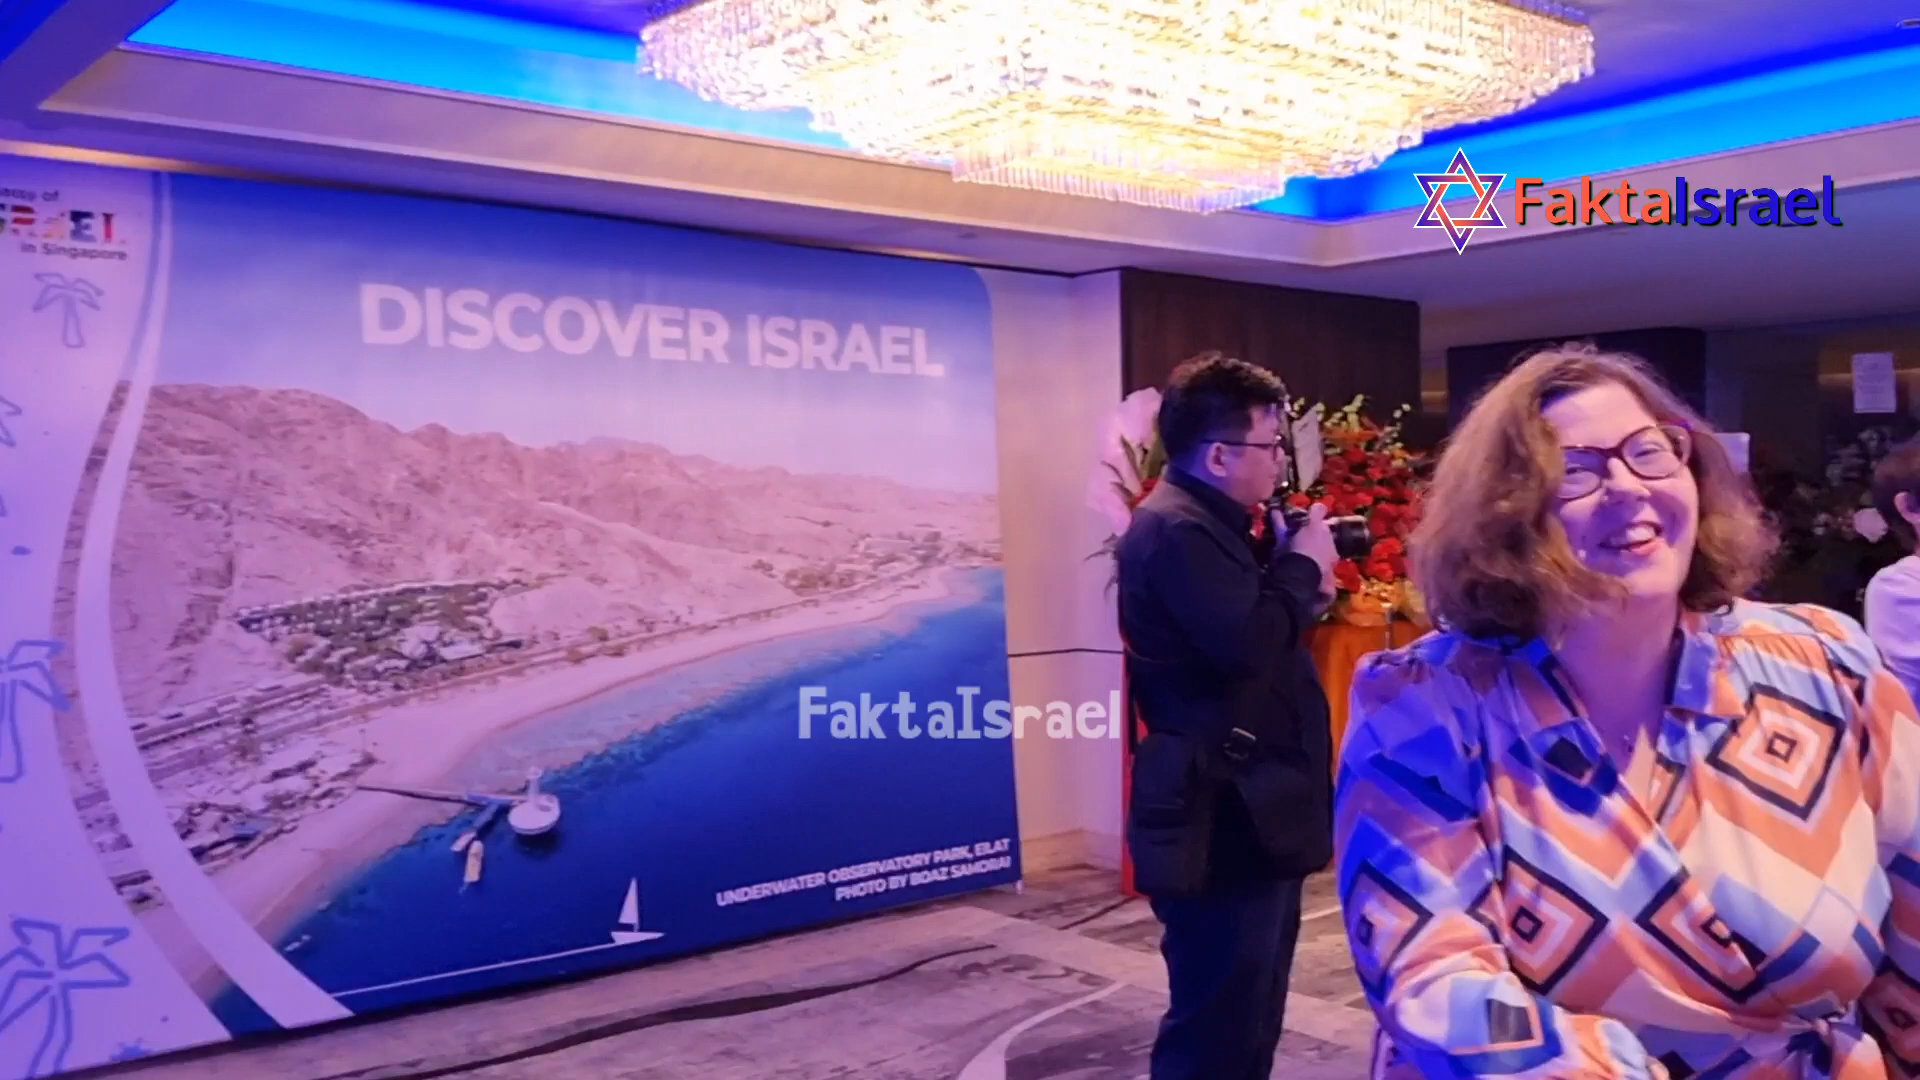 FaktaIsrael
in Singapore
DISCOVER ISRAEL
FaktaIsrael
UNDERWATER OBSERVATORY PARK, EILAT
PHOTO BY BOAZ SAMORAI